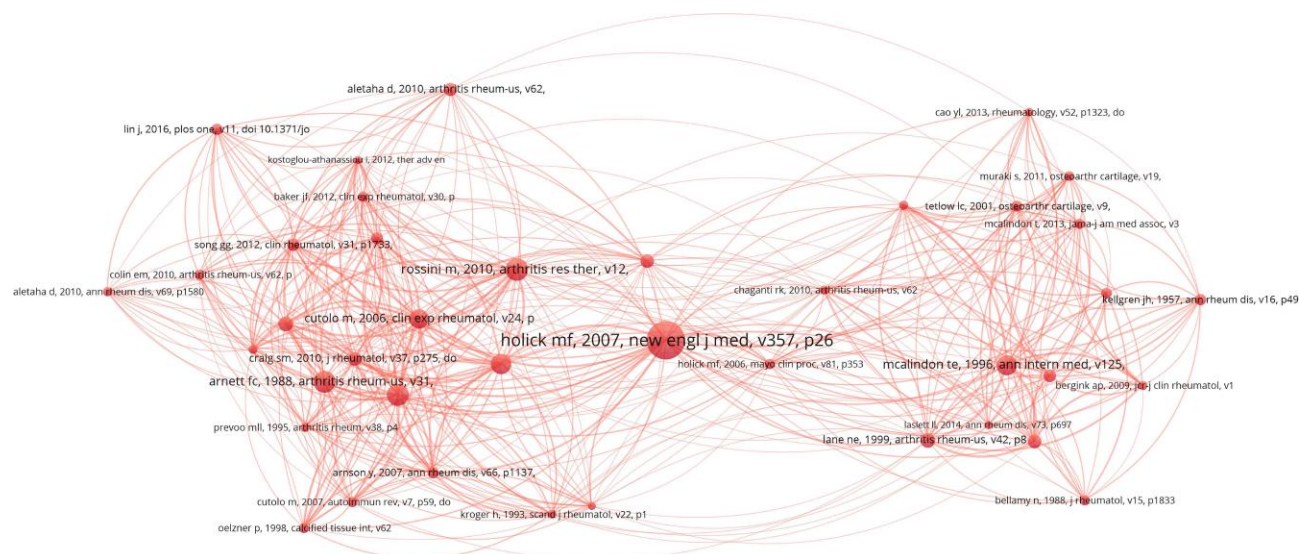 aletaha d, 2010, arthritis rheum-us, v62,
cao yl, 2013, rheumatology, v52, p1323, do
lin j, 2016, plos one, v11, doi 10.1371/jo
kostoglou-athanassiou i, 2012, ther adv en
muraki s, 2011, osteoarthr cartilage, v19,
baker jf, 2012, clin exp rheumatol, v30, p
tetlow lc, 2001, osteoarthr cartilage, v9,
mcalindon t, 2013, jama-j am med assoc, v3
song gg, 2012, clin rheumatol, v31, p1733,
rossini m, 2010, arthritis res ther, v12,
colin em, 2010, arthritis rheum-us, v62, p
aletaha d, 2010, ann rheum dis, v69, p1580
chaganti rk, 2010, arthritis rheum-us, v62
kellgren jh, 1957, ann rheum dis, v16, p49
cutolo m, 2006, clin exp rheumatol, v24, p
holick mf, 2007, new engl j med, v357, p26
craig sm, 2010, j rheumatol, v37, p275, do
holick mf, 2006, mayo clin proc, v81, p353
mcalindon te, 1996, ann intern med, v125,
arnett fc, 1988, arthritis rheum-us, v31,
bergink ap, 2009, jcr-j clin rheumatol, v1
prevoo mll, 1995, arthritis rheum, v38, p4
laslett ll, 2014, ann rheum dis, v73, p697
lane ne, 1999, arthritis rheum-us, v42, p8
arnson y, 2007, ann rheum dis, v66, p1137,
cutolo m, 2007, autoimmun rev, v7, p59, do
bellamy n, 1988, j rheumatol, v15, p1833
kroger h, 1993, scand j rheumatol, v22, p1
oelzner p, 1998, calcified tissue int, v62